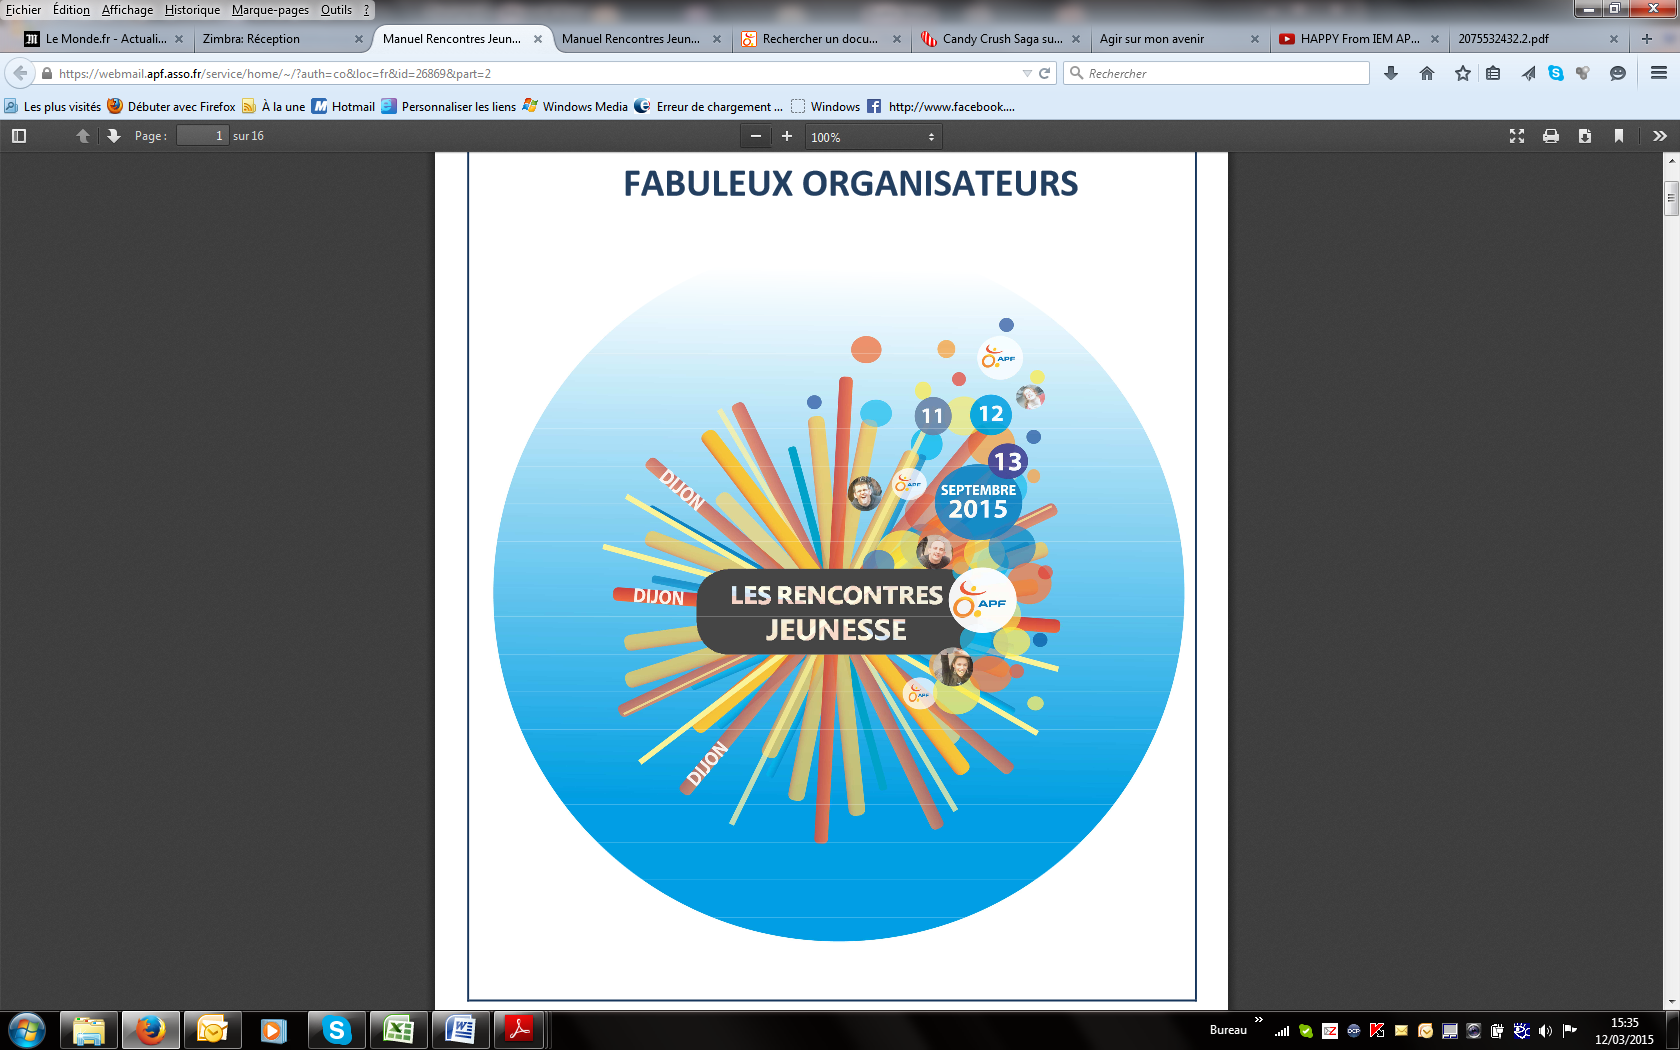 Fichier Édition Affichage Historique Marque-pages Outils ?
Le Monde.fr - Actuali... Zimbra: Réception Manuel Rencontres Jeun... Manuel Rencontres Jeun... Rechercher un docu... Candy Crush Saga su... Agir sur mon avenir HAPPY From IEM AP... 2075532432.2.pdf
https://webmail.apf.asso.fr/service/home/~/?auth=co&loc=fr&id=26869&part=2 Rechercher
Les plus visités Débuter avec Firefox À la une Hotmail Personnaliser les liens Windows Media Erreur de chargement ... Windows http://www.facebook....
Page : 1 sur 16 100%
FABULEUX ORGANISATEURS
APF
11 12
13
DIJON
APF
SEPTEMBRE
2015
DIJON
LES RENCONTRES
JEUNESSE
APF
APF
DIJON
Bureau
15:35
12/03/2015